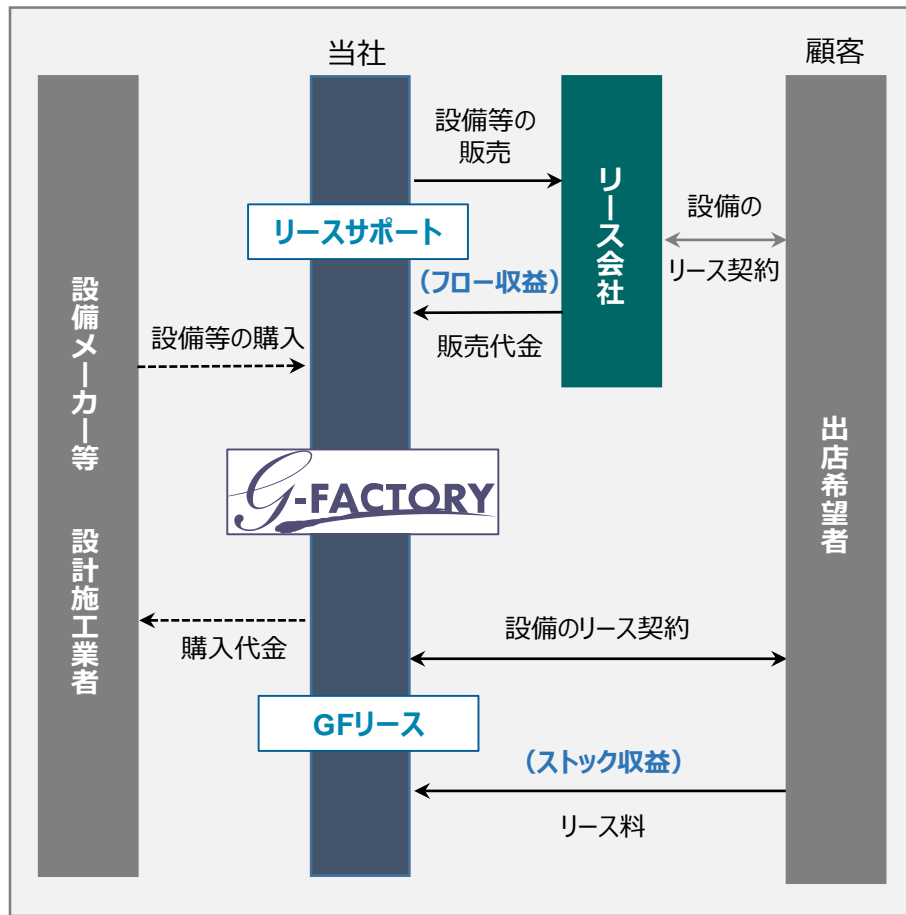 当社
顧客
設備等の
販売
リース会社
設備の
リース契約
リースサポート
(フロー収益)
販売代金
設備メーカー等 設計施工業者
設備等の購入
出店希望者
G-FACTORY
購入代金
設備のリース契約
GFリース
(ストック収益)
リース料